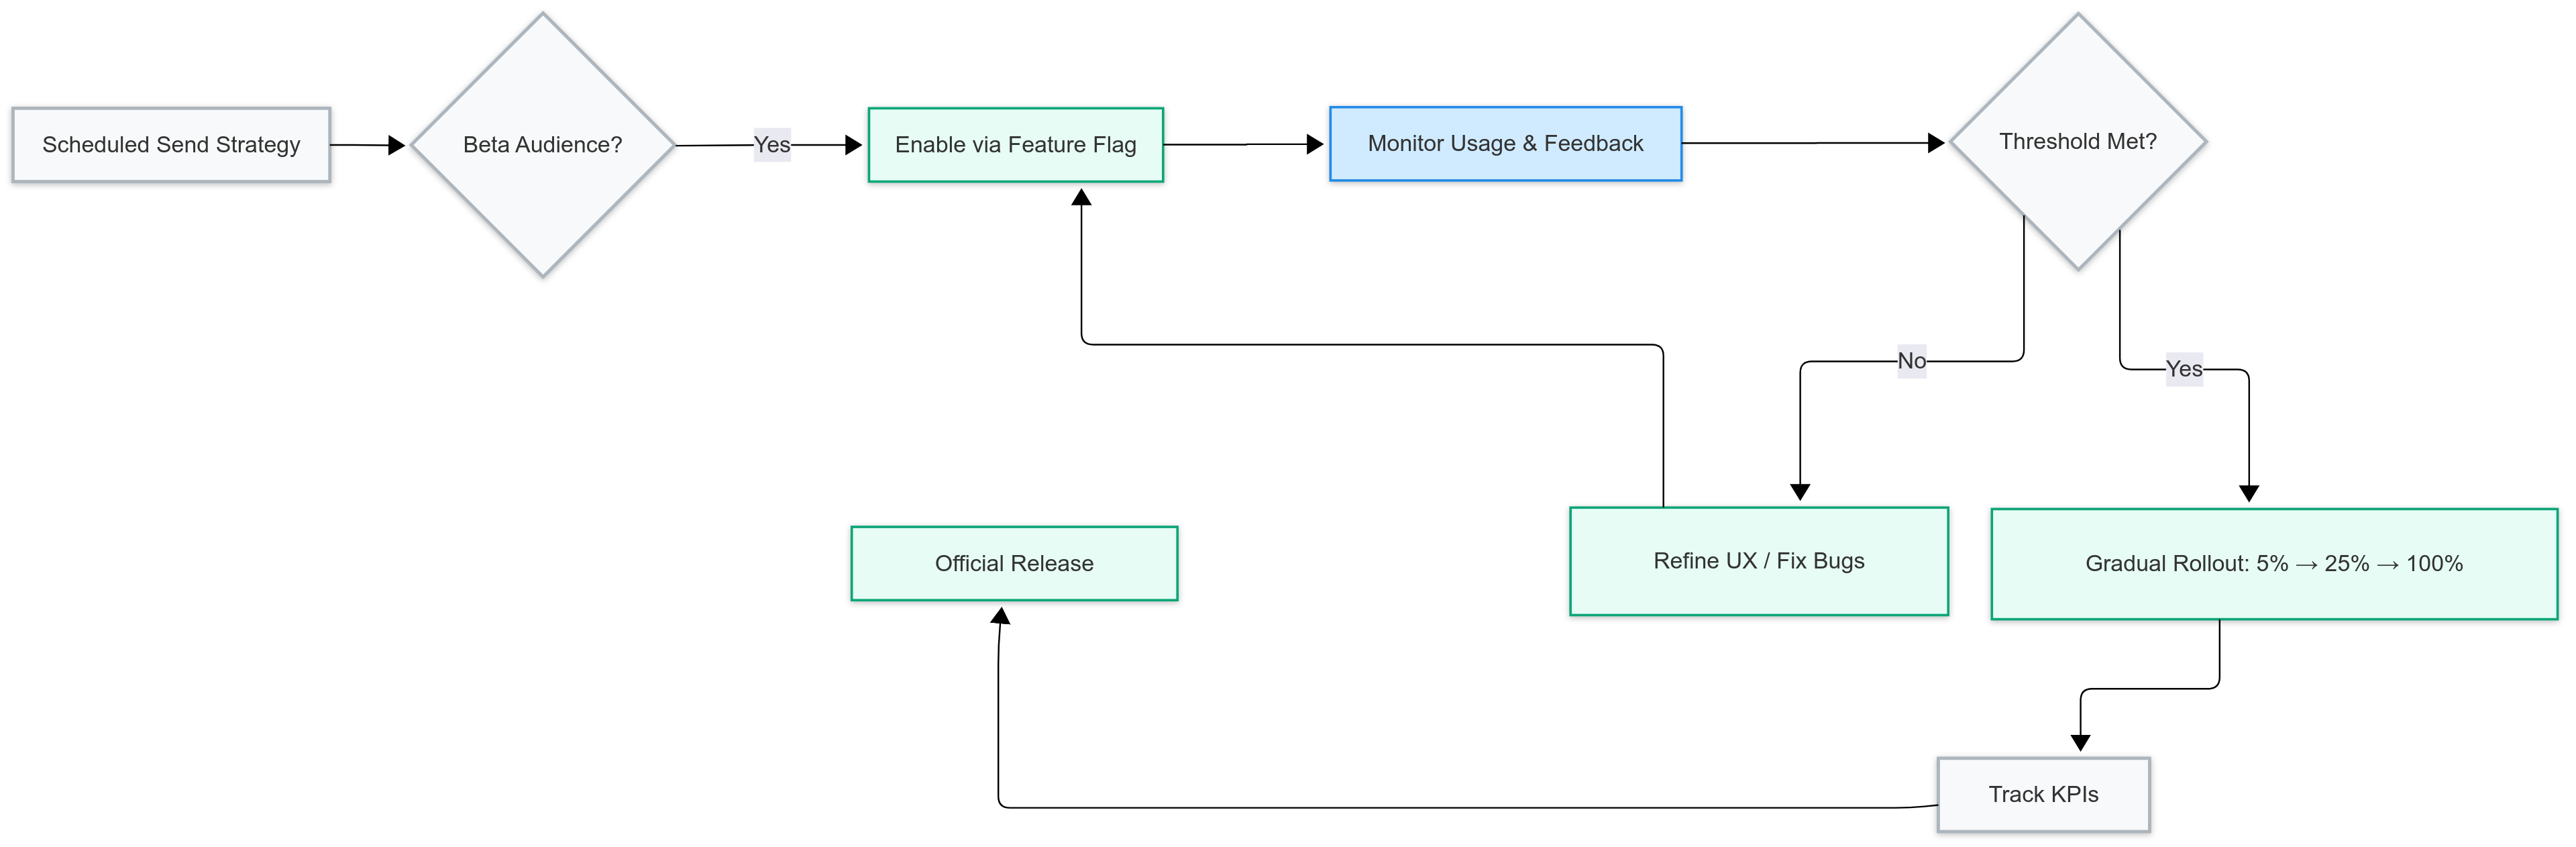 Scheduled Send Strategy
Beta Audience?
Yes
Enable via Feature Flag
Monitor Usage & Feedback
Threshold Met?
No
Yes
Official Release
Refine UX / Fix Bugs
Gradual Rollout: 5% → 25% → 100%
Track KPIs